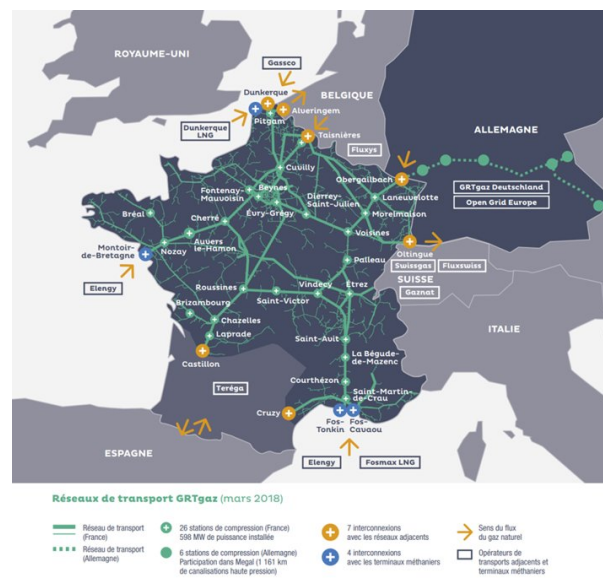 ROYAUME-UNI
Gassco
Dunkerque
BELGIQUE
Alveringem
Pitgam
Dunkerque
LNG
Taisnières
ALLEMAGNE
Fluxys
Cuvilly
Obergailbach
GRTgaz Deutschland
Open Grid Europe
Fontenay-
Mauvoisin
Beynes
Dierrey-
Saint-Julien
Laneuvelotte
Morelmaison
Évry-Grégy
Bréal
Cherré
Voisines
Auvers
le-Hamon
Nozay
Montoir-
de-Bretagne
Oltingue
Swissgas
Fluxswiss
SUISSE
Gaznat
Palleau
Elengy
Roussines
Vindecy
Etrez
Saint-Victor
Brizambourg
Chazelles
Laprade
ITALIE
Saint-Avit
Castillon
La Bégude-
de-Mazenc
Teréga
Courthézon
Saint-Martin-
de-Crau
Cruzy
Fos-
Tonkin
Fos-
Cavaou
ESPAGNE
Elengy
Fosmax LNG
Réseaux de transport GRTgaz (mars 2018)
Réseau de transport
(France)
Réseau de transport
(Allemagne)
26 stations de compression (France)
598 MW de puissance installée
6 stations de compression (Allemagne)
Participation dans Megal (1 161 km
de canalisations haute pression)
7 interconnexions
avec les réseaux adjacents
4 interconnexions
avec les terminaux méthaniers
Sens du flux
du gaz naturel
Opérateurs de
transports adjacents et
terminaux méthaniers